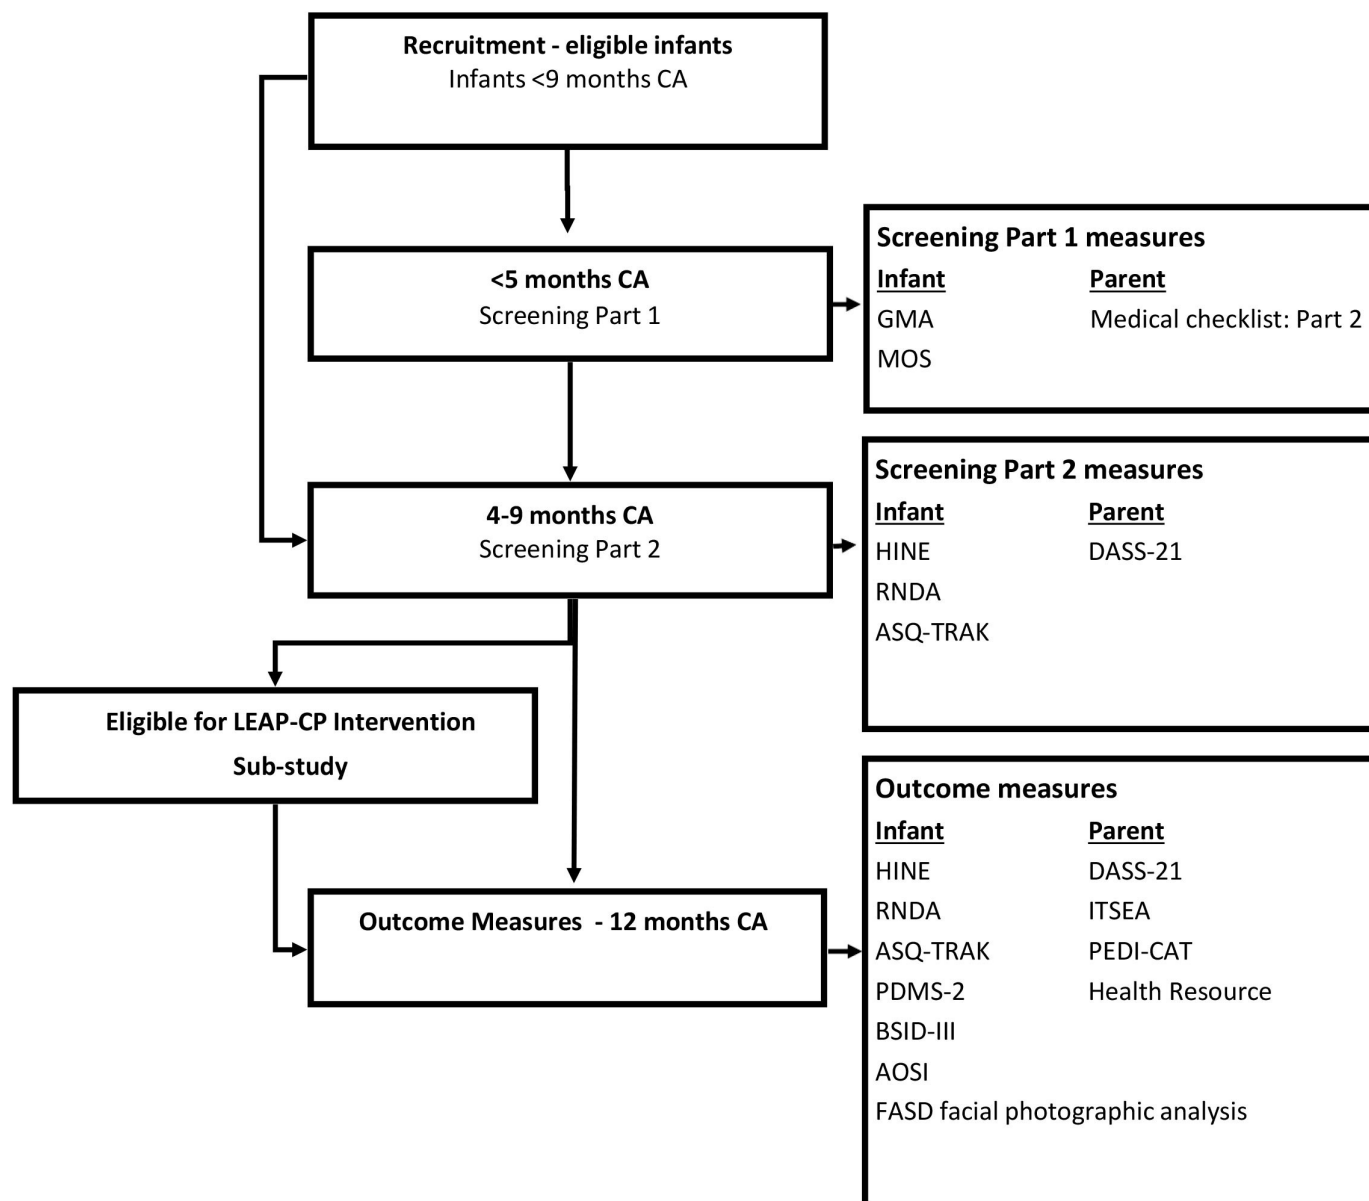 Recruitment - eligible infants
Infants <9 months CA
<5 months CA
Screening Part 1
Screening Part 1 measures
Infant Parent
GMA Medical checklist: Part 2
MOS
4-9 months CA
Screening Part 2
Screening Part 2 measures
Infant Parent
HINE DASS-21
RNDA
ASQ-TRAK
Eligible for LEAP-CP Intervention
Sub-study
Outcome Measures - 12 months CA
Outcome measures
Infant Parent
HINE DASS-21
RNDA ITSEA
ASQ-TRAK PEDI-CAT
PDMS-2 Health Resource
BSID-III
AOSI
FASD facial photographic analysis